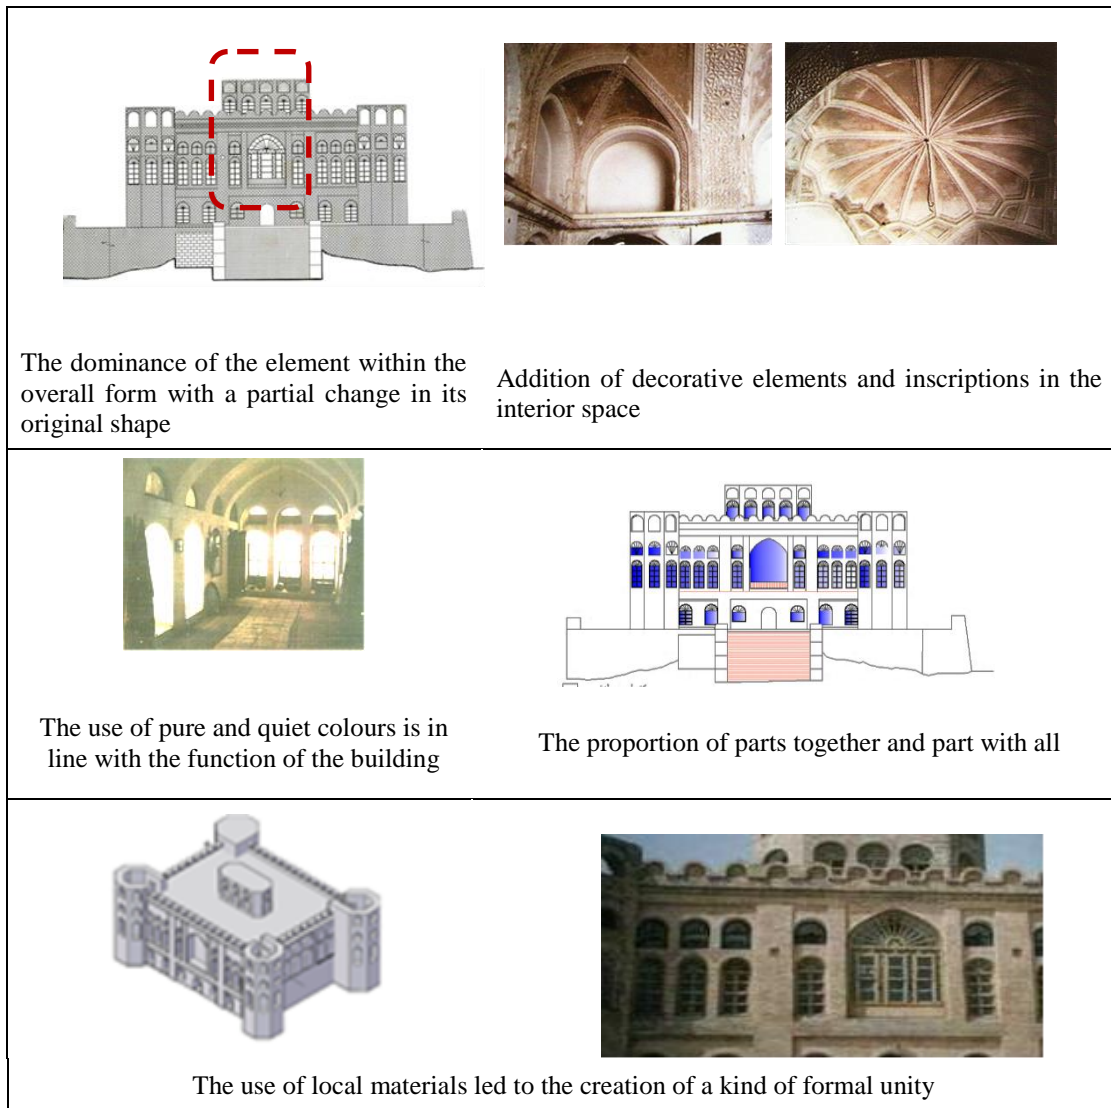 The dominance of the element within the
overall form with a partial change in its
original shape
Addition of decorative elements and inscriptions in the
interior space
The use of pure and quiet colours is in
line with the function of the building
The proportion of parts together and part with all
The use of local materials led to the creation of a kind of formal unity